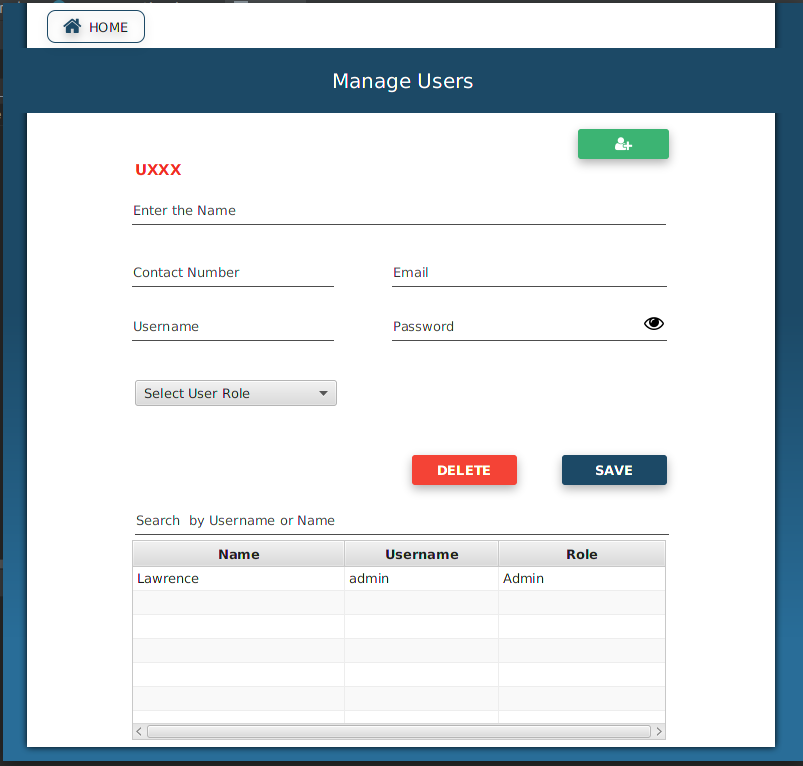 HOME
Manage Users
UXXX
Enter the Name
Contact Number Email
Username Password
Select User Role
DELETE SAVE
Search by Username or Name
Name Username Role
Lawrence admin Admin